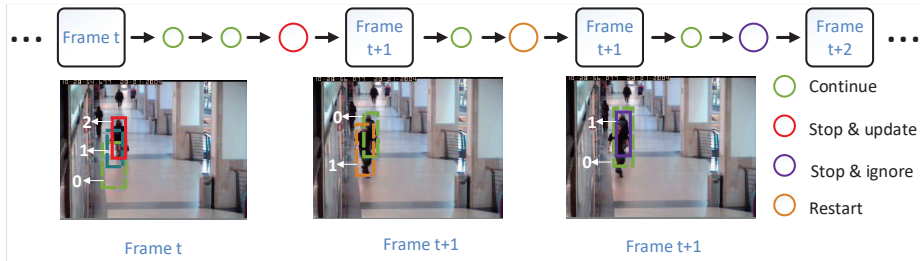 ... Frame t Frame t+1 Frame t+1 Frame t+2 ...
2
1
0
0
1
1
0
Continue
Stop & update
Stop & ignore
Restart
Frame t Frame t+1 Frame t+1